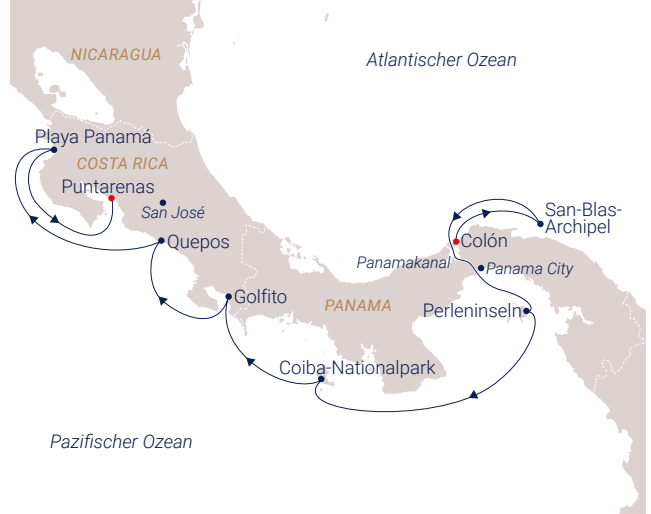 NICARAGUA
Atlantischer Ozean
Playa Panamá
COSTA RICA
Puntarenas
San José
Quepos
San-Blas-
Archipel
Colón
Panamakanal
Panama City
Golfito
PANAMA
Perleninseln
Coiba-Nationalpark
Pazifischer Ozean